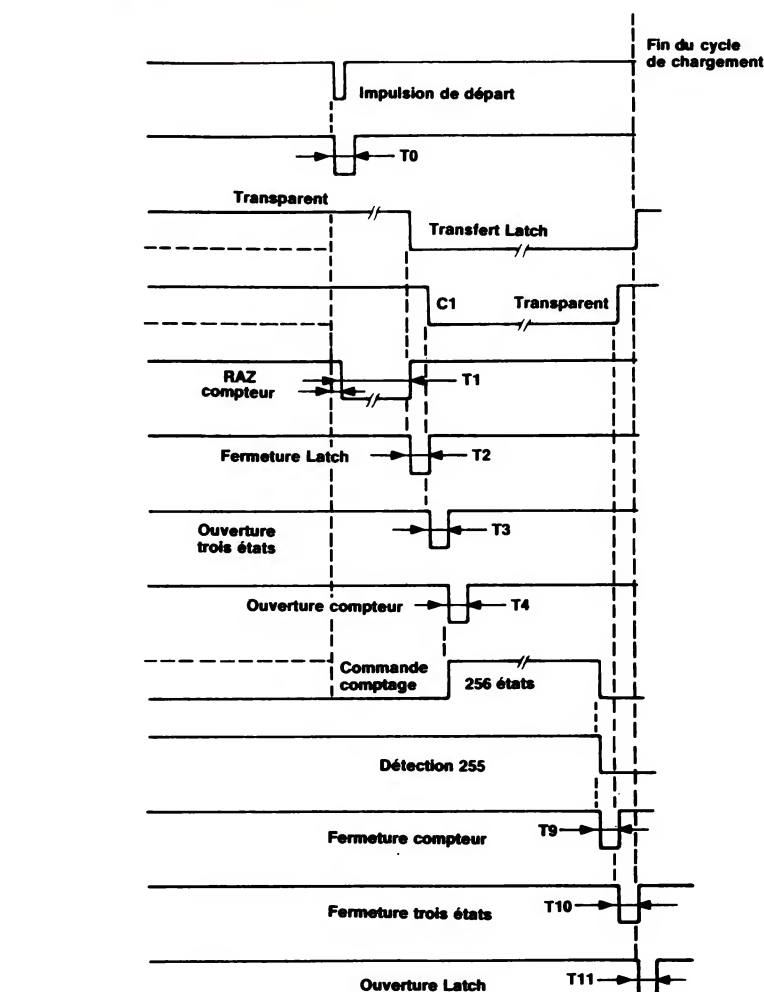 Fin du cycle
de chargement
Impulsion de départ
T0
Transparent
Transfert Latch
C1
Transparent
RAZ
compteur
T1
Fermeture Latch
T2
Ouverture
trois états
T3
Ouverture compteur
T4
Commande
comptage
256 états
Détection 255
Fermeture compteur
T9
Fermeture trois états
T10
Ouverture Latch
T11